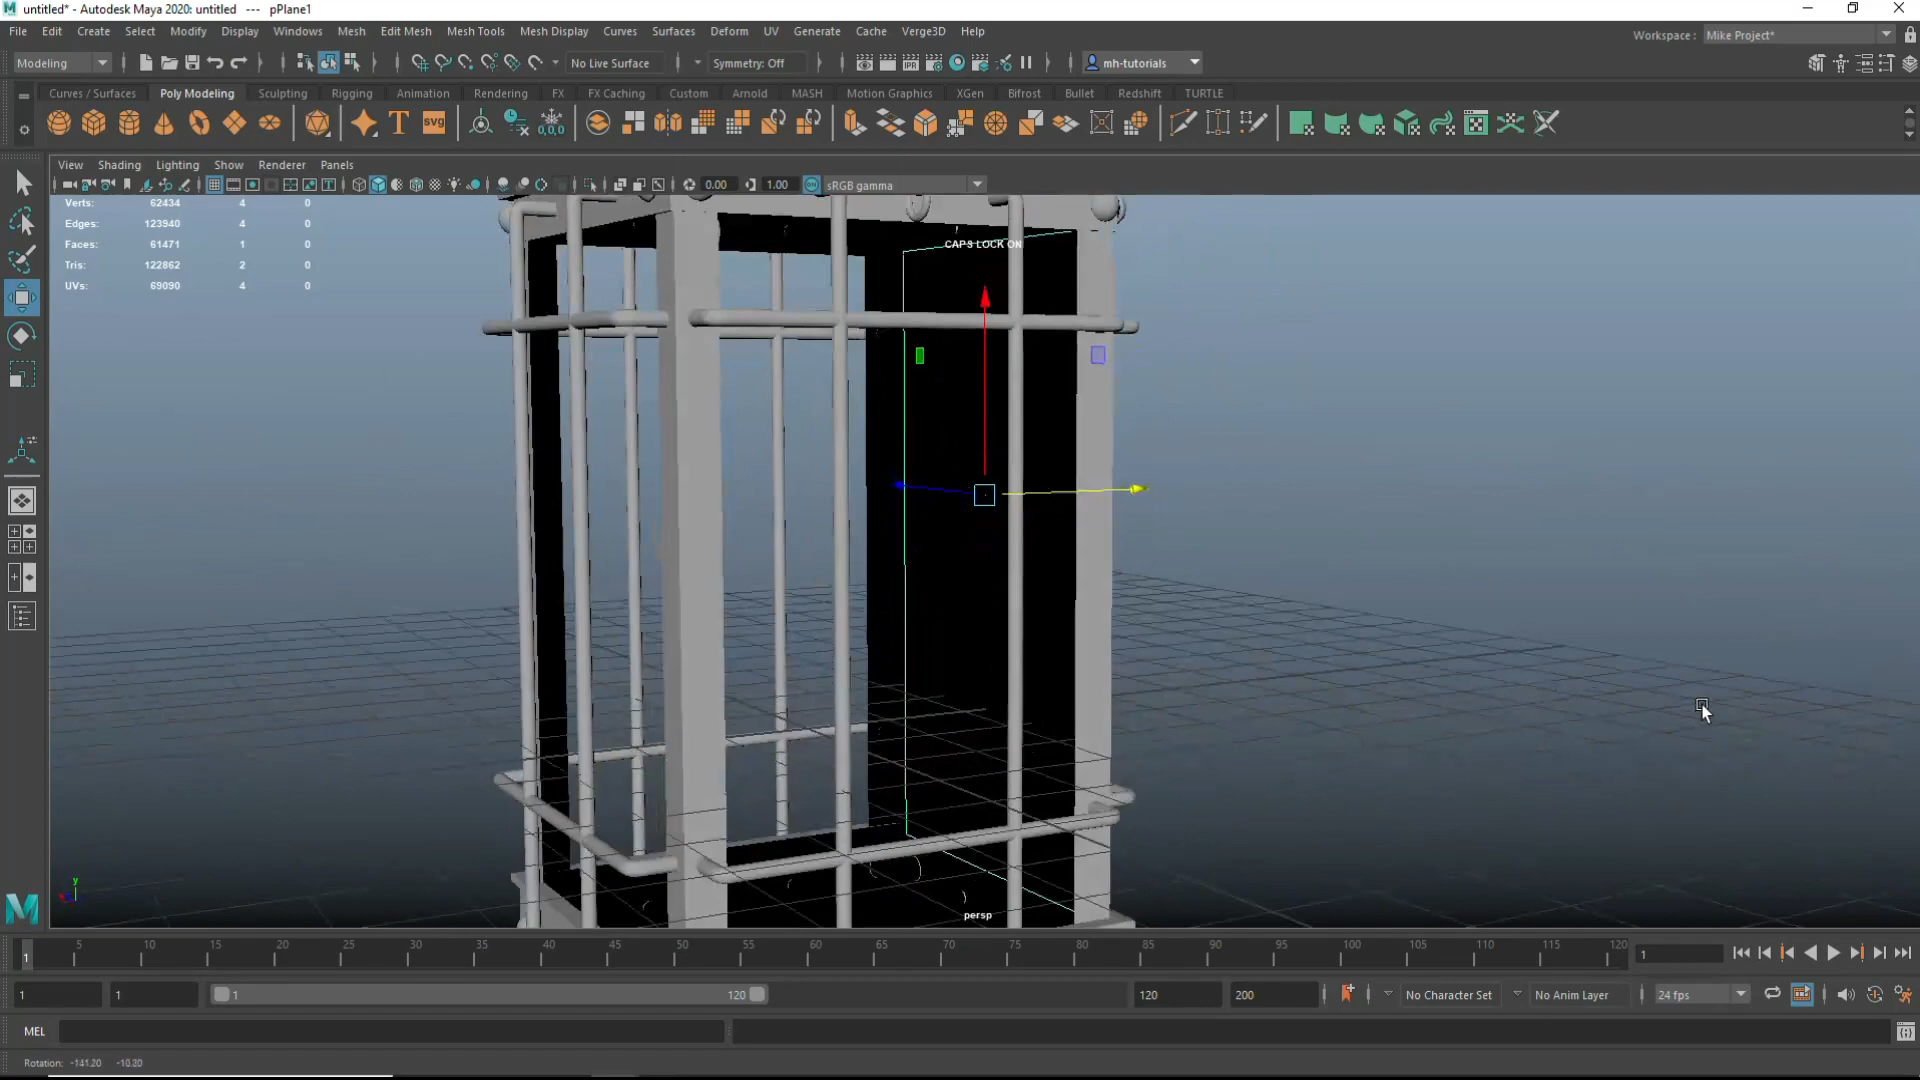 untitled* - Autodesk Maya 2020: untitled --- pPlane1
File Edit Create Select Modify Display Windows Mesh Edit Mesh Mesh Tools Mesh Display Curves Surfaces Deform UV Generate Cache Verge3D Help
Workspace : Mike Project*
Modeling No Live Surface Symmetry: Off IPR mh-tutorials
Curves / Surfaces Poly Modeling Sculpting Rigging Animation Rendering FX FX Caching Custom Arnold MASH Motion Graphics XGen Bifrost Bullet Redshift TURTLE
T svg 0,0,0
View Shading Lighting Show Renderer Panels
0.00 1.00 sRGB gamma
Verts: 62434 4 0
Edges: 123940 4 0
CAPS LOCK ON
Faces: 61471 1 0
Tris: 122862 2 0
UVs: 69090 4 0
y
persp
5 10 15 20 25 30 35 40 45 50 55 60 65 70 75 80 85 90 95 100 105 110 115 120
1 1
1 1 1 120 120 200 No Character Set No Anim Layer 24 fps
MEL
Rotation: -141.20 -10.20